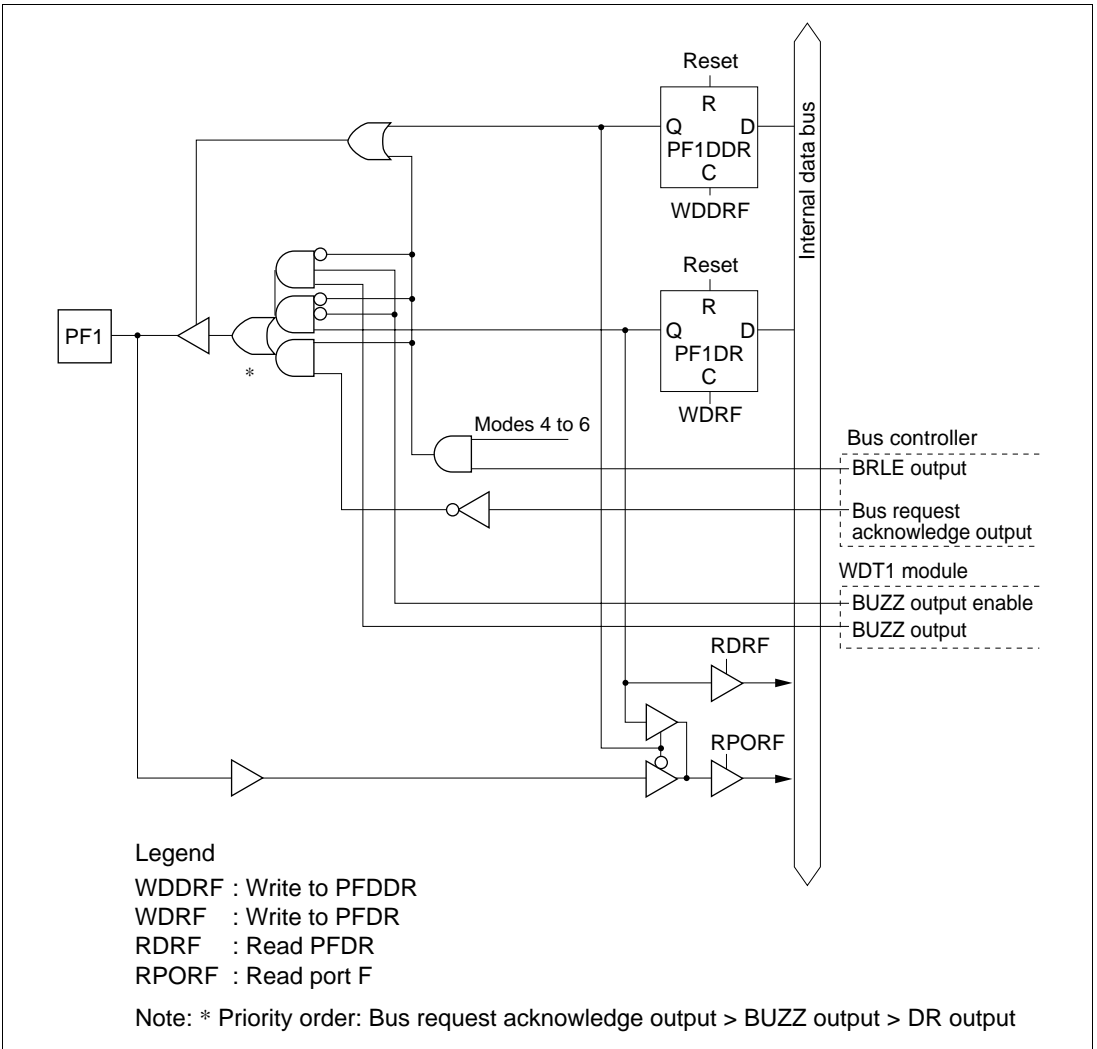 Reset
R
Q D
PF1DDR
C
WDDRF
Internal data bus
Reset
R
Q D
PF1DR
C
WDRF
PF1
*
Modes 4 to 6
Bus controller
BRLE output
Bus request
acknowledge output
WDT1 module
BUZZ output enable
BUZZ output
RDRF
RPORF
Legend
WDDRF : Write to PFDDR
WDRF : Write to PFDR
RDRF : Read PFDR
RPORF : Read port F
Note: * Priority order: Bus request acknowledge output > BUZZ output > DR output